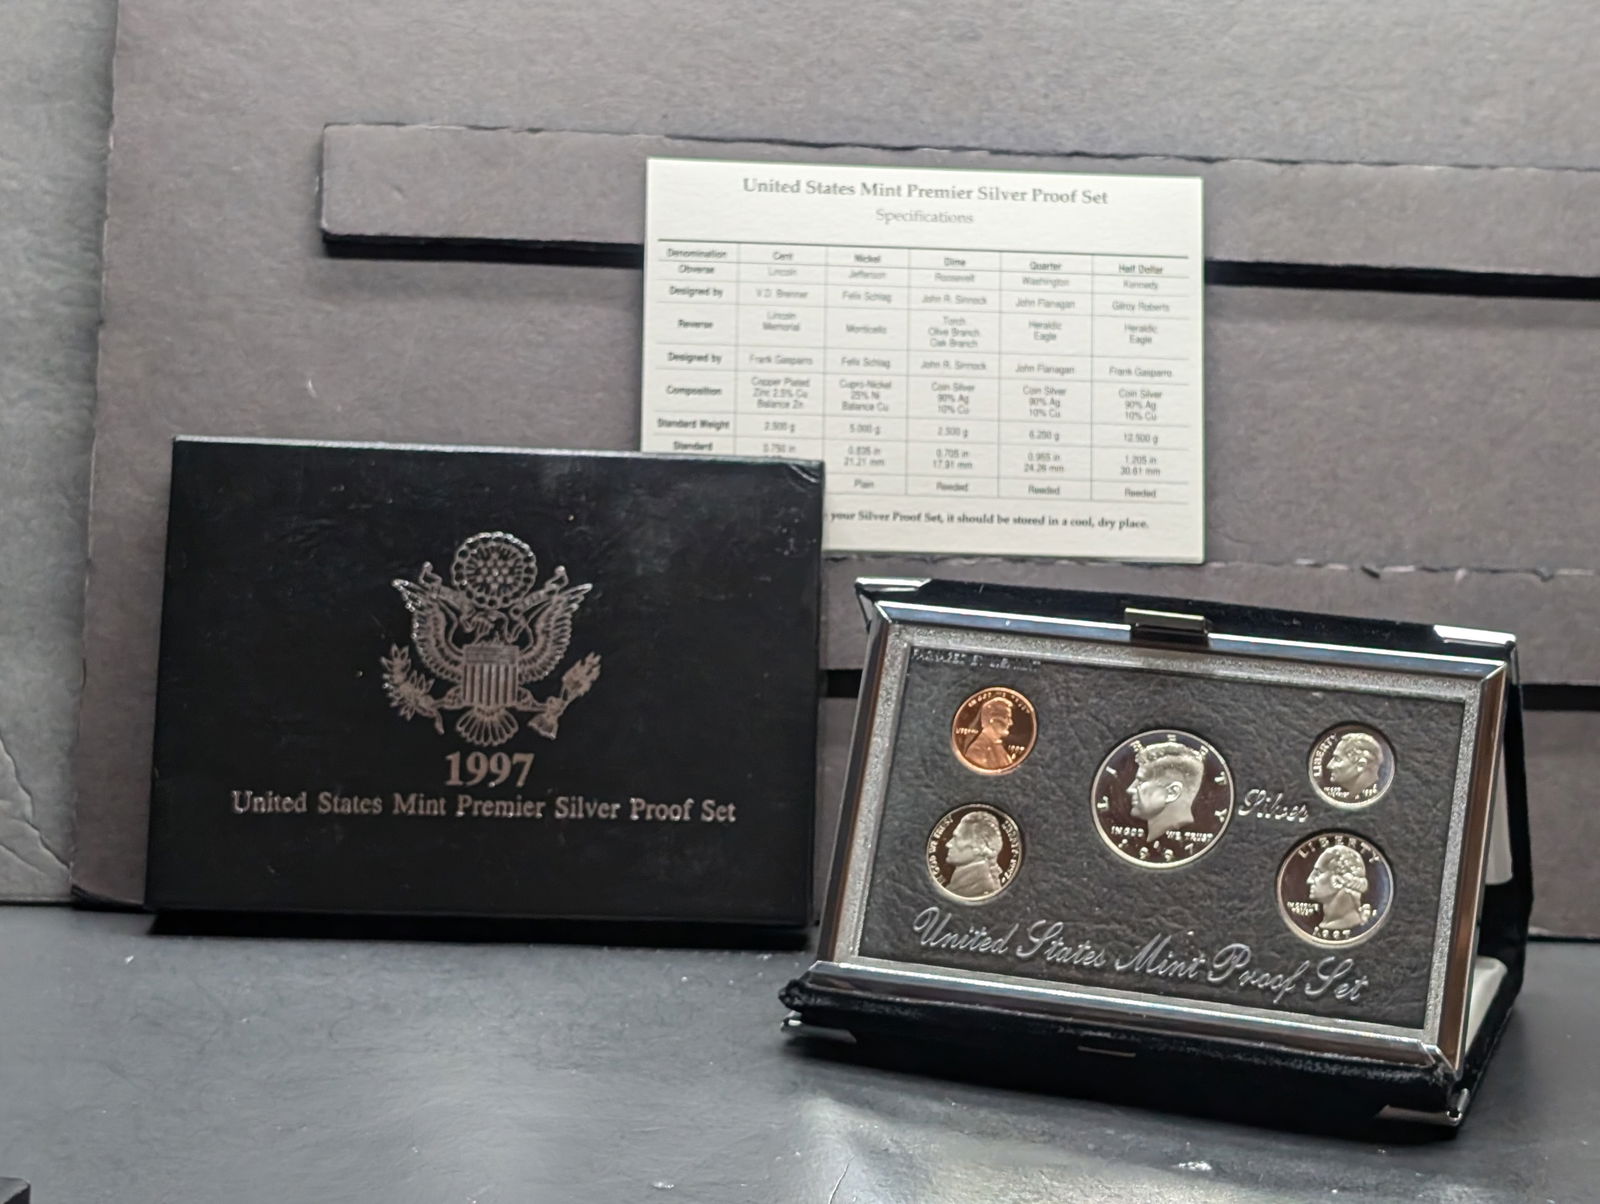 United States Mint Premier Silver Proof Set
Specifications
Denomination Cent Nickel Dime Quarter Half Dollar
Obverse Lincoln Jefferson Roosevelt Washington Kennedy
Designed by V.D. Brenner Felix Schlag John R. Sinnock John Flanagan Gilroy Roberts
Reverse Lincoln Memorial Monticello Torch Olive Branch Oak Branch Heraldic Eagle Heraldic Eagle
Designed by Frank Gasparro Felix Schlag John R. Sinnock John Flanagan Frank Gasparro
Composition Copper Plated Zinc 2.5% Cu Balance Zn Cupro-Nickel 25% Ni Balance Cu Coin Silver 90% Ag 10% Cu Coin Silver 90% Ag 10% Cu Coin Silver 90% Ag 10% Cu
Standard Weight 2.500 g 5.000 g 2.500 g 6.250 g 12.500 g
Standard 0.750 in 0.835 in 21.21 mm 0.705 in 17.91 mm 0.955 in 24.26 mm 1.205 in 30.61 mm
Plain Reeded Reeded Reeded
your Silver Proof Set, it should be stored in a cool, dry place.
1997
United States Mint Premier Silver Proof Set
LIBERTY
IN GOD WE TRUST
1997
Silver
LIBERTY
LIBERTY
IN GOD WE TRUST
1997
United States Mint Proof Set